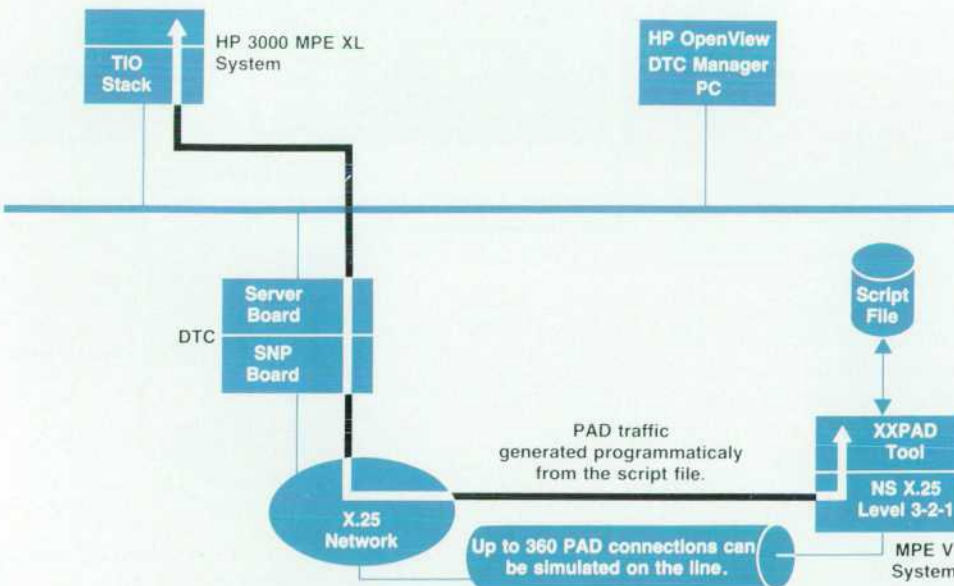 HP 3000 MPE XL
System
TIO
Stack
HP OpenView
DTC Manager
PC
Server
Board
DTC
SNP
Board
Script
File
PAD traffic
generated programmaticaly
from the script file.
XXPAD
Tool
NS X.25
Level 3-2-1
X.25
Network
Up to 360 PAD connections can
be simulated on the line.
MPE V
System